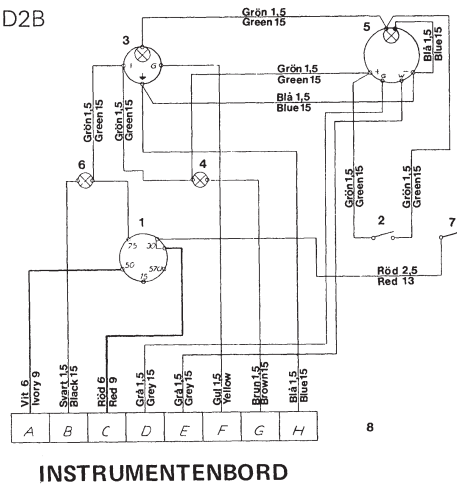 D2B
Grön 1,5
Green 15
5
3
I
G
Grön 1,5
Green 15
Blå 1,5
Blue 15
Blå 1,5
Blue 15
+
G
Grön 1,5
Green 15
Grön 1,5
Green 15
6
4
Grön 1,5
Green 15
Grön 1,5
Green 15
1
2
7
75
30
50
15
Röd 2,5
Red 13
Vit 6
Ivory 9
Svart 1,5
Black 15
Röd 6
Red 9
Grå 1,5
Grey 15
Grå 1,5
Grey 15
Gul 1,5
Yellow
Brun 1,5
Brown 15
Blå 1,5
Blue 15
A B C D E F G H
8
INSTRUMENTENBORD